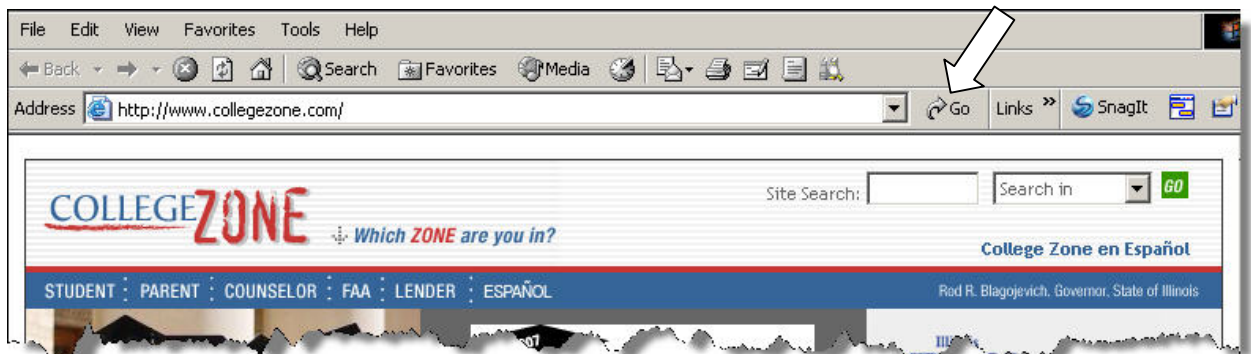 File Edit View Favorites Tools Help
Back Search Favorites Media
Address http://www.collegezone.com/ Go Links » SnagIt
COLLEGEZONE Which ZONE are you in? Site Search: Search in GO
College Zone en Español
STUDENT PARENT COUNSELOR FAA LENDER ESPAÑOL Rod R. Blagojevich, Governor, State of Illinois